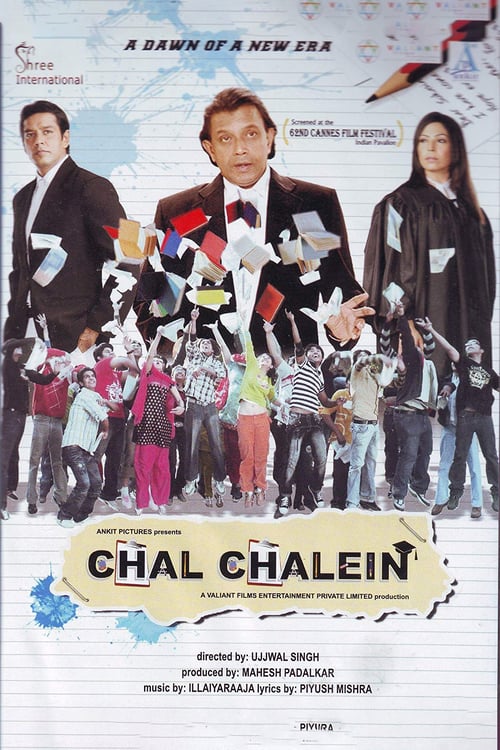 Shree
International
A DAWN OF A NEW ERA
VALIANT
Screened at the
62ND CANNES FILM FESTIVAL
Indian Pavallion
ANKIT PICTURES presents
CHAL CHALEIN
A VALIANT FILMS ENTERTAINMENT PRIVATE LIMITED production
directed by: UJJWAL SINGH
produced by: MAHESH PADALKAR
music by: ILLAIYARAAJA lyrics by: PIYUSH MISHRA